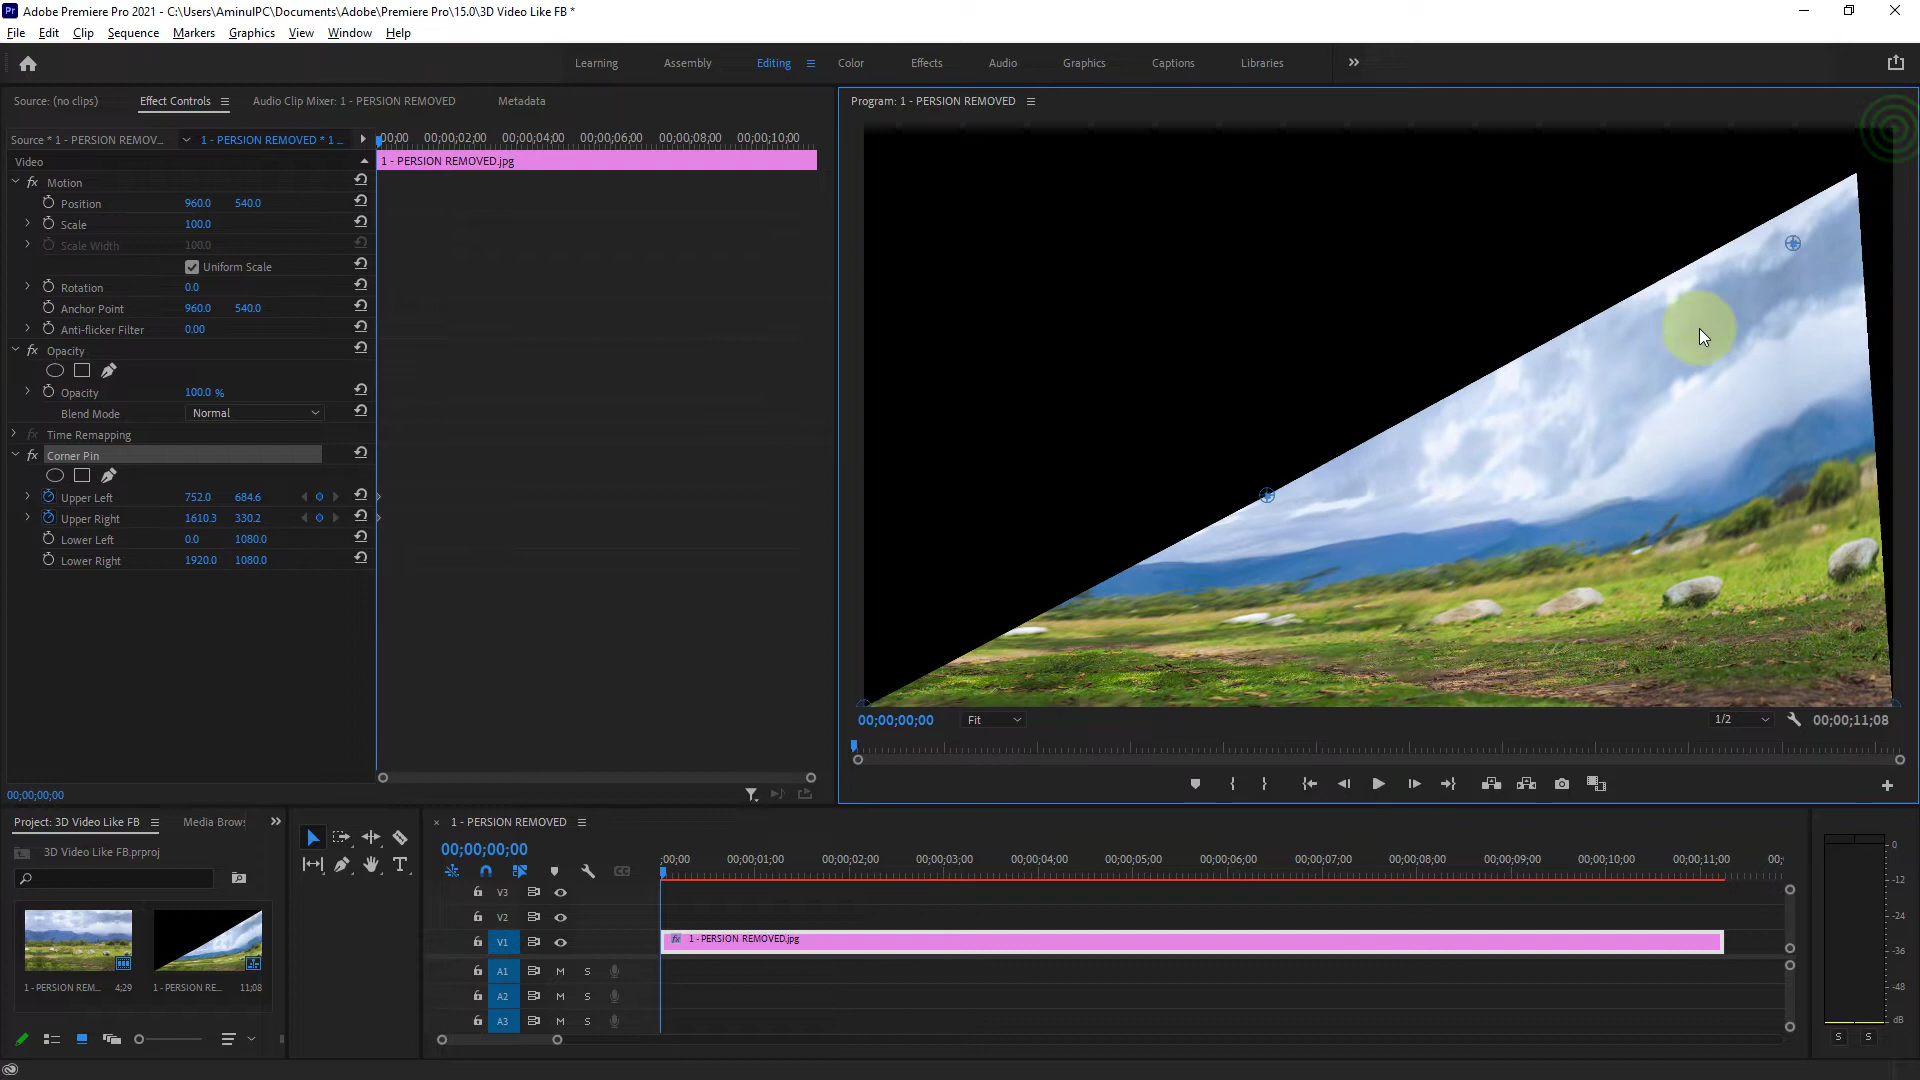 Pr Adobe Premiere Pro 2021 - C:\Users\AminulPC\Documents\Adobe\Premiere Pro\15.0\3D Video Like FB *
File Edit Clip Sequence Markers Graphics View Window Help
Learning Assembly Editing Color Effects Audio Graphics Captions Libraries
Source: (no clips) Effect Controls Audio Clip Mixer: 1 - PERSION REMOVED Metadata
Program: 1 - PERSION REMOVED
Source * 1 - PERSION REMOV... 1 - PERSION REMOVED * 1 ...
00;00 00;00;02;00 00;00;04;00 00;00;06;00 00;00;08;00 00;00;10;00
Video
1 - PERSION REMOVED.jpg
fx Motion
Position 960.0 540.0
Scale 100.0
Scale Width 100.0
Uniform Scale
Rotation 0.0
Anchor Point 960.0 540.0
Anti-flicker Filter 0.00
fx Opacity
Opacity 100.0 %
Blend Mode Normal
fx Time Remapping
fx Corner Pin
Upper Left 752.0 684.6
Upper Right 1610.3 330.2
Lower Left 0.0 1080.0
Lower Right 1920.0 1080.0
00;00;00;00 Fit 1/2 00;00;11;08
00;00;00;00
Project: 3D Video Like FB Media Brows
3D Video Like FB.prproj
1 - PERSION REM... 4;29 1 - PERSION RE... 11;08
× 1 - PERSION REMOVED
00;00;00;00
;00;00 00;00;01;00 00;00;02;00 00;00;03;00 00;00;04;00 00;00;05;00 00;00;06;00 00;00;07;00 00;00;08;00 00;00;09;00 00;00;10;00 00;00;11;00 00;
V3
V2
V1 fx 1 - PERSION REMOVED.jpg
A1 M S
A2 M S
A3 M S
0
-12
-24
-36
-48
dB
S S